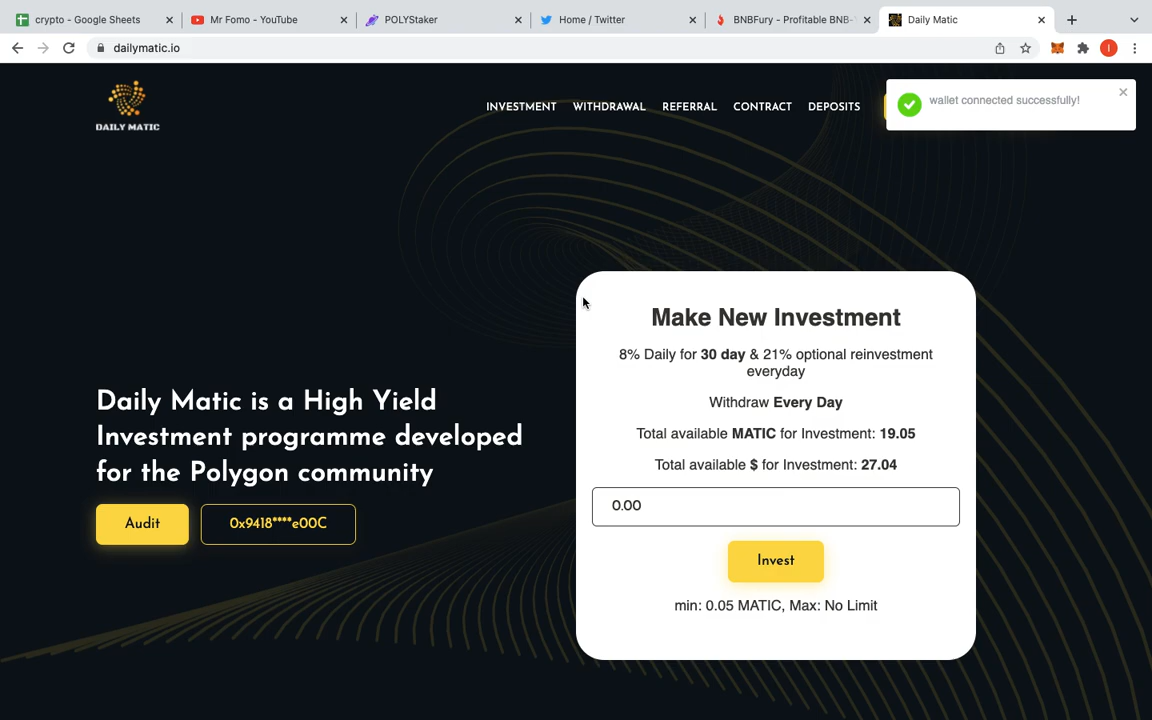 crypto - Google Sheets
Mr Fomo - YouTube
POLYStaker
Home / Twitter
BNBFury - Profitable BNB-
Daily Matic
dailymatic.io
I
DAILY MATIC
INVESTMENT WITHDRAWAL REFERRAL CONTRACT DEPOSITS
wallet connected successfully!
Make New Investment
8% Daily for 30 day & 21% optional reinvestment
everyday
Withdraw Every Day
Total available MATIC for Investment: 19.05
Total available $ for Investment: 27.04
0.00
Invest
min: 0.05 MATIC, Max: No Limit
Daily Matic is a High Yield
Investment programme developed
for the Polygon community
Audit
0x9418****e00C